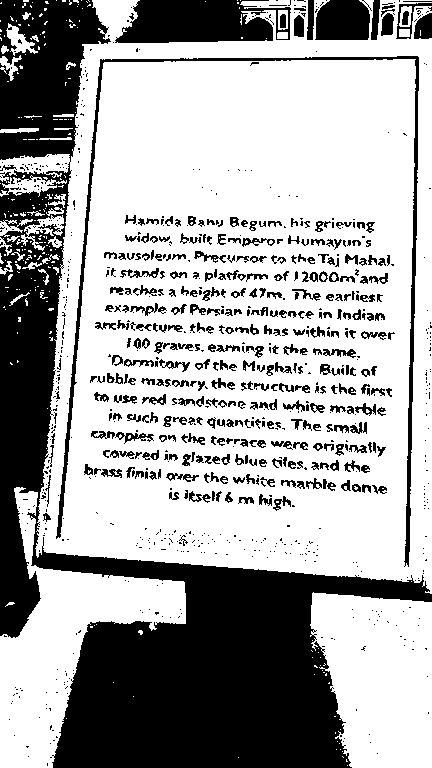 Hamida Banu Begum, his grieving
widow, built Emperor Humayun's
mausoleum. Precursor to the Taj Mahal,
it stands on a platform of 12000m² and
reaches a height of 47m. The earliest
example of Persian influence in Indian
architecture, the tomb has within it over
100 graves, earning it the name,
'Dormitory of the Mughals'. Built of
rubble masonry, the structure is the first
to use red sandstone and white marble
in such great quantities. The small
canopies on the terrace were originally
covered in glazed blue tiles, and the
brass finial over the white marble dome
is itself 6 m high.